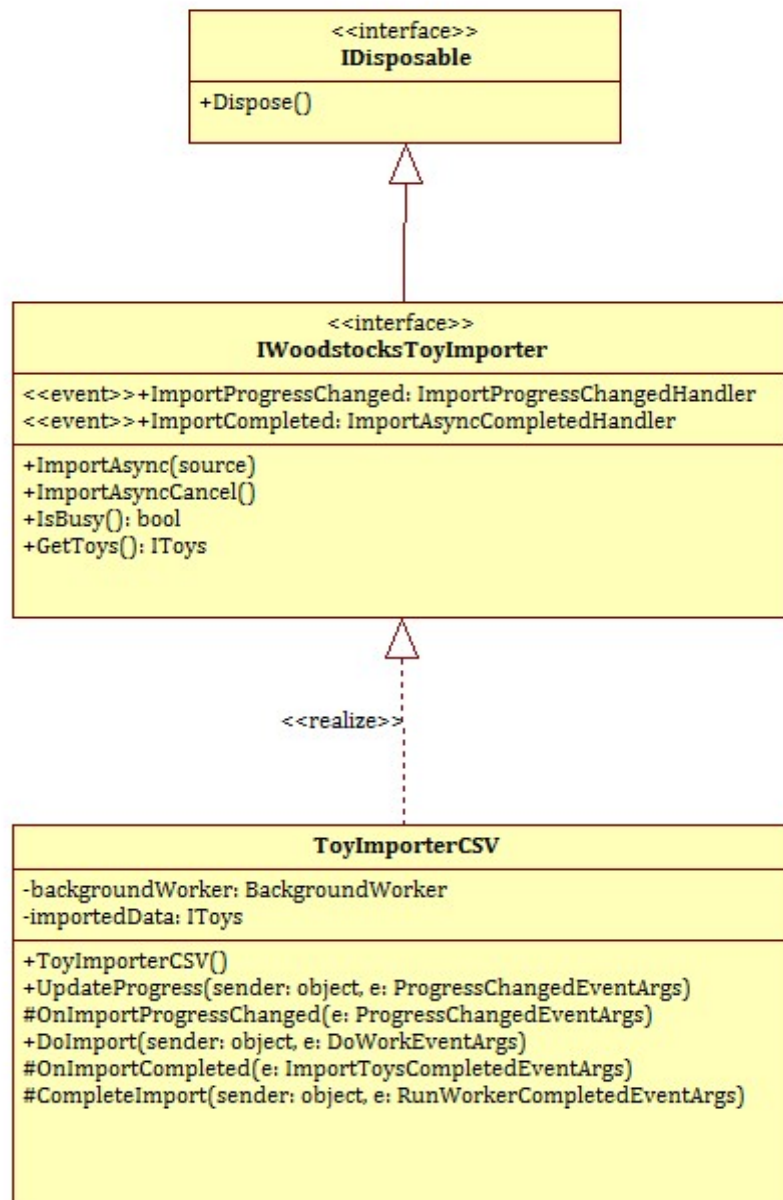 <<interface>>
IDisposable
+Dispose()
<<interface>>
IWoodstocksToyImporter
<<event>>+ImportProgressChanged: ImportProgressChangedHandler
<<event>>+ImportCompleted: ImportAsyncCompletedHandler
+ImportAsync(source)
+ImportAsyncCancel()
+IsBusy(): bool
+GetToys(): IToys
<<realize>>
ToyImporterCSV
-backgroundWorker: BackgroundWorker
-importedData: IToys
+ToyImporterCSV()
+UpdateProgress(sender: object, e: ProgressChangedEventArgs)
#OnImportProgressChanged(e: ProgressChangedEventArgs)
+DoImport(sender: object, e: DoWorkEventArgs)
#OnImportCompleted(e: ImportToysCompletedEventArgs)
#CompleteImport(sender: object, e: RunWorkerCompletedEventArgs)